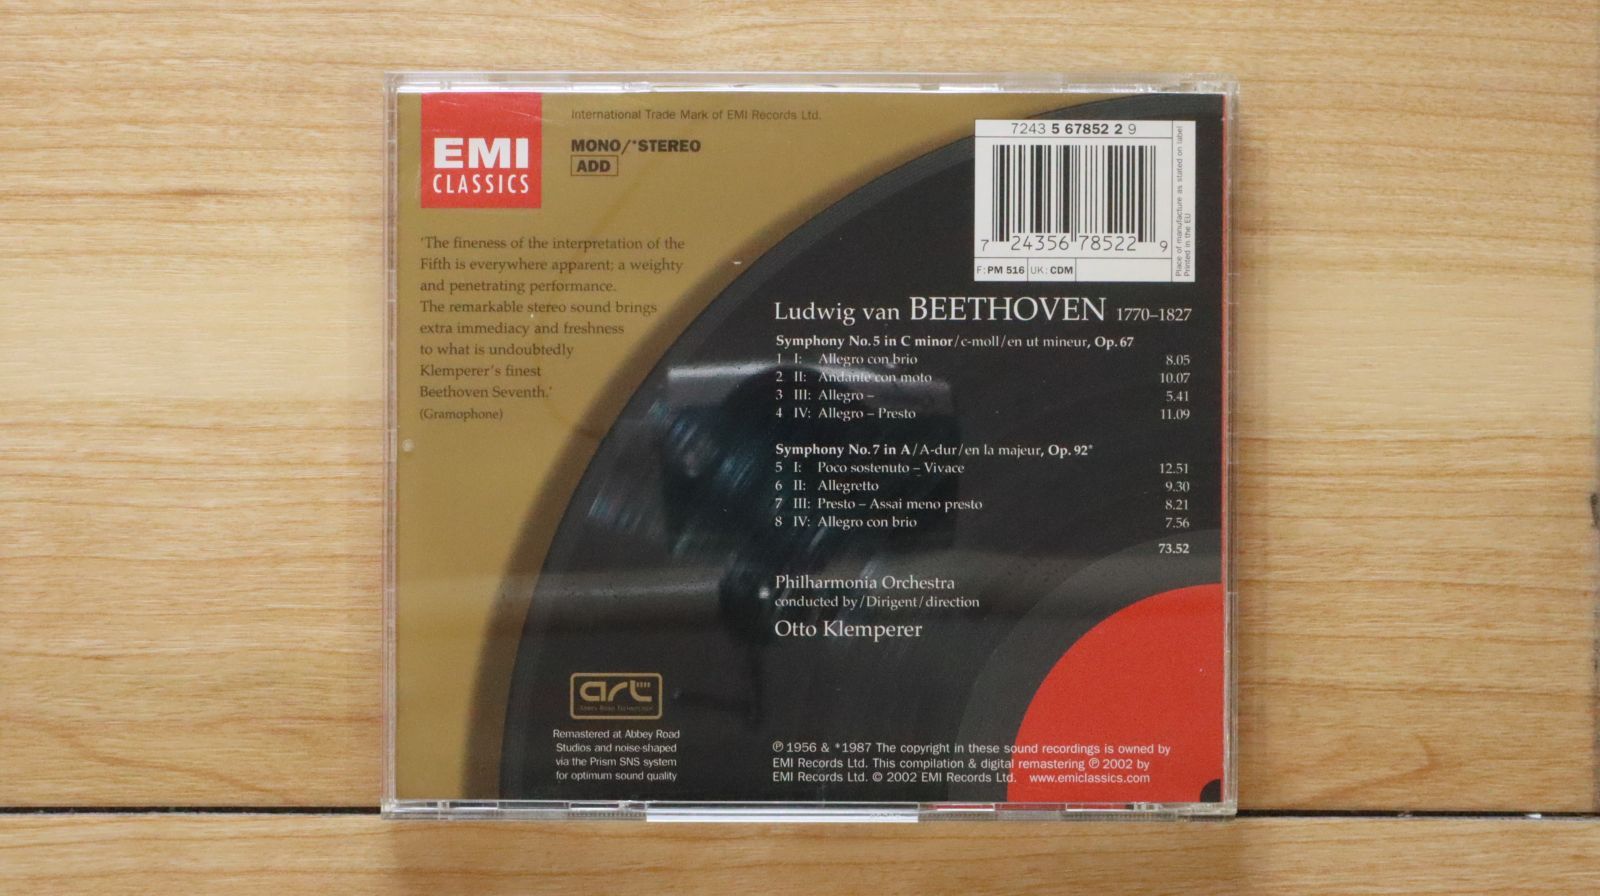 EMI
CLASSICS
International Trade Mark of EMI Records Ltd.
MONO/*STEREO
ADD
'The fineness of the interpretation of the
Fifth is everywhere apparent; a weighty
and penetrating performance.
The remarkable stereo sound brings
extra immediacy and freshness
to what is undoubtedly
Klemperer's finest
Beethoven Seventh.'
(Gramophone)
7243 5 67852 2 9
7 24356 78522 9
F: PM 516 UK: CDM
Place of manufacture as stated on label
Printed in the EU
Ludwig van BEETHOVEN 1770–1827
Symphony No. 5 in C minor/c-moll/en ut mineur, Op. 67
1 I: Allegro con brio 8.05
2 II: Andante con moto 10.07
3 III: Allegro – 5.41
4 IV: Allegro – Presto 11.09
Symphony No. 7 in A/A-dur/en la majeur, Op. 92*
5 I: Poco sostenuto – Vivace 12.51
6 II: Allegretto 9.30
7 III: Presto – Assai meno presto 8.21
8 IV: Allegro con brio 7.56
73.52
Philharmonia Orchestra
conducted by/Dirigent/direction
Otto Klemperer
art
Abbey Road Technology
Remastered at Abbey Road
Studios and noise-shaped
via the Prism SNS system
for optimum sound quality
℗ 1956 & *1987 The copyright in these sound recordings is owned by
EMI Records Ltd. This compilation & digital remastering ℗ 2002 by
EMI Records Ltd. © 2002 EMI Records Ltd. www.emiclassics.com